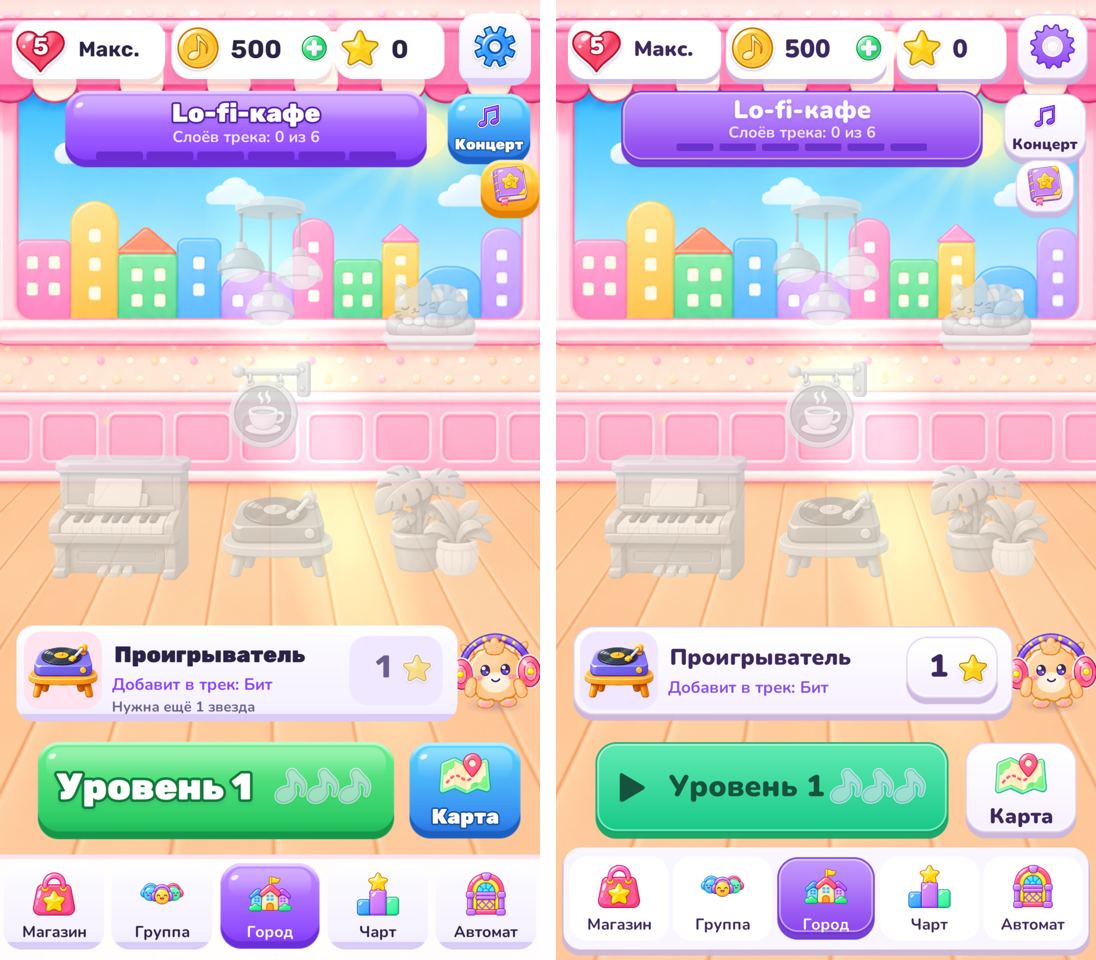 5 Макс. 500 0
Lo-fi-кафе
Слоёв трека: 0 из 6
Концерт
Проигрыватель
Добавит в трек: Бит
Нужна ещё 1 звезда
1
Уровень 1
Карта
Магазин Группа Город Чарт Автомат
5 Макс. 500 0
Lo-fi-кафе
Слоёв трека: 0 из 6
Концерт
Проигрыватель
Добавит в трек: Бит
1
Уровень 1
Карта
Магазин Группа Город Чарт Автомат